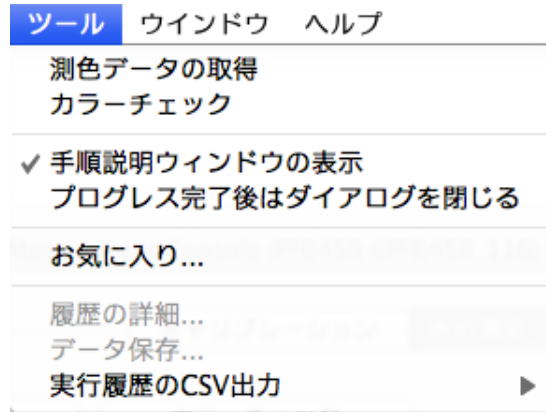 ツール ウインドウ ヘルプ
測色データの取得
カラーチェック
✓ 手順説明ウィンドウの表示
プログレス完了後はダイアログを閉じる
お気に入り...
履歴の詳細...
データ保存...
実行履歴のCSV出力 ▶